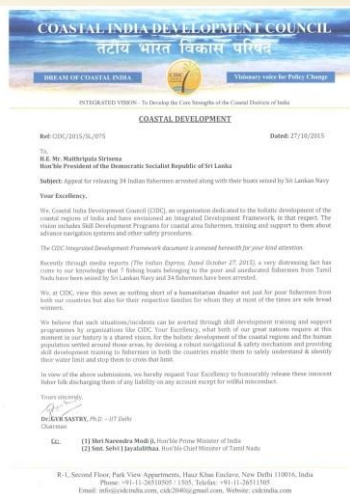 COASTAL INDIA DEVELOPMENT COUNCIL
तटीय भारत विकास परिषद
DREAM OF COASTAL INDIA
Visionary voice for Policy Change
INTEGRATED VISION - To Develop the Core Strengths of the Coastal Districts of India
COASTAL DEVELOPMENT
Ref: CIDC/2015/SL/075
Dated: 27/10/2015
To,
H.E. Mr. Maithripala Sirisena
Hon'ble President of the Democratic Socialist Republic of Sri Lanka
Subject: Appeal for releasing 34 Indian fishermen arrested along with their boats seized by Sri Lankan Navy
Your Excellency,
We, Coastal India Development Council (CIDC), an organisation dedicated to the holistic development of the
coastal regions of India and have envisioned an Integrated Development Framework, in that respect. The
vision includes Skill Development Programs for coastal area fishermen, training and support to them about
advance navigation systems and other safety procedures.
The CIDC Integrated Development Framework document is annexed herewith for your kind attention.
Recently through media reports (The Indian Express, Dated October 27, 2015), a very distressing fact has
come to our knowledge that 7 fishing boats belonging to the poor and uneducated fishermen from Tamil
Nadu have been seized by Sri Lankan Navy and 34 fishermen have been arrested.
We, at CIDC, view this news as nothing short of a humanitarian disaster not just for poor fishermen from
both our countries but also for their respective families for whom they at most of the times are sole bread
winners.
We believe that such situations/incidents can be averted through skill development training and support
programmes by organizations like CIDC. Your Excellency, what both of our great nations require at this
moment in our history is a shared vision, for the holistic development of the coastal regions and the human
population settled around those areas, by devising a robust navigational & safety mechanism and providing
skill development training to fishermen in both the countries enable them to safely understand & identify
their water limit and stop them to cross that limit.
In view of the above submissions, we hereby request Your Excellency to honourably release these innocent
fisher folk discharging them of any liability on any account except for willful misconduct.
Yours sincerely,
Dr.GVR SASTRY, Ph.D. – IIT Delhi
Chairman
Cc. (1) Shri Narendra Modi ji, Hon'ble Prime Minister of India
(2) Smt. Selvi J Jayalalithaa, Hon'ble Chief Minister of Tamil Nadu
R-1, Second Floor, Park View Appartments, Hauz Khas Enclave, New Delhi 110016, India
Phone: +91-11-26510505 / 1505, Telefax: +91-11-26511505
Email: info@cidcindia.com, cidc2040@gmail.com, Website: cidcindia.com